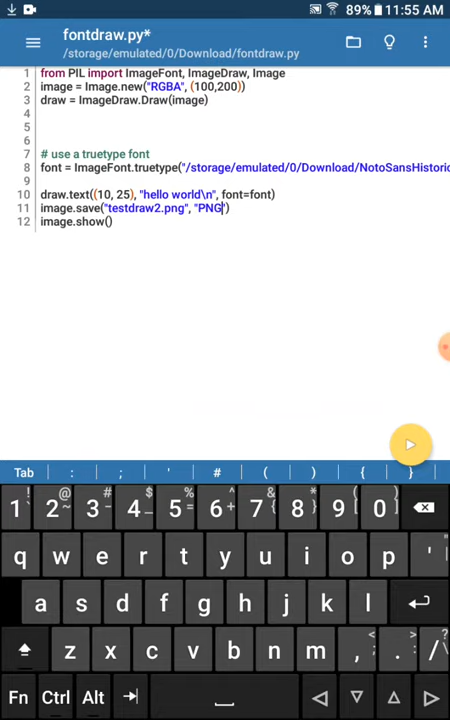 89% 11:55 AM
fontdraw.py*
/storage/emulated/0/Download/fontdraw.py
1 from PIL import ImageFont, ImageDraw, Image
2 image = Image.new("RGBA", (100,200))
3 draw = ImageDraw.Draw(image)
4
5
6
7 # use a truetype font
8 font = ImageFont.truetype("/storage/emulated/0/Download/NotoSansHistoric
9
10 draw.text((10, 25), "hello world\n", font=font)
11 image.save("testdraw2.png", "PNG')
12 image.show()
Tab : ; ' # ( ) { }
1 ! 2 @ ~ 3 # - 4 $ _ 5 % = 6 ^ + 7 & { 8 * } 9 ( [ 0 ) ]
q w e r t y u i o p ' "
a s d f g h j k l
z x c v b n m , < ; . > : / ? \
Fn Ctrl Alt